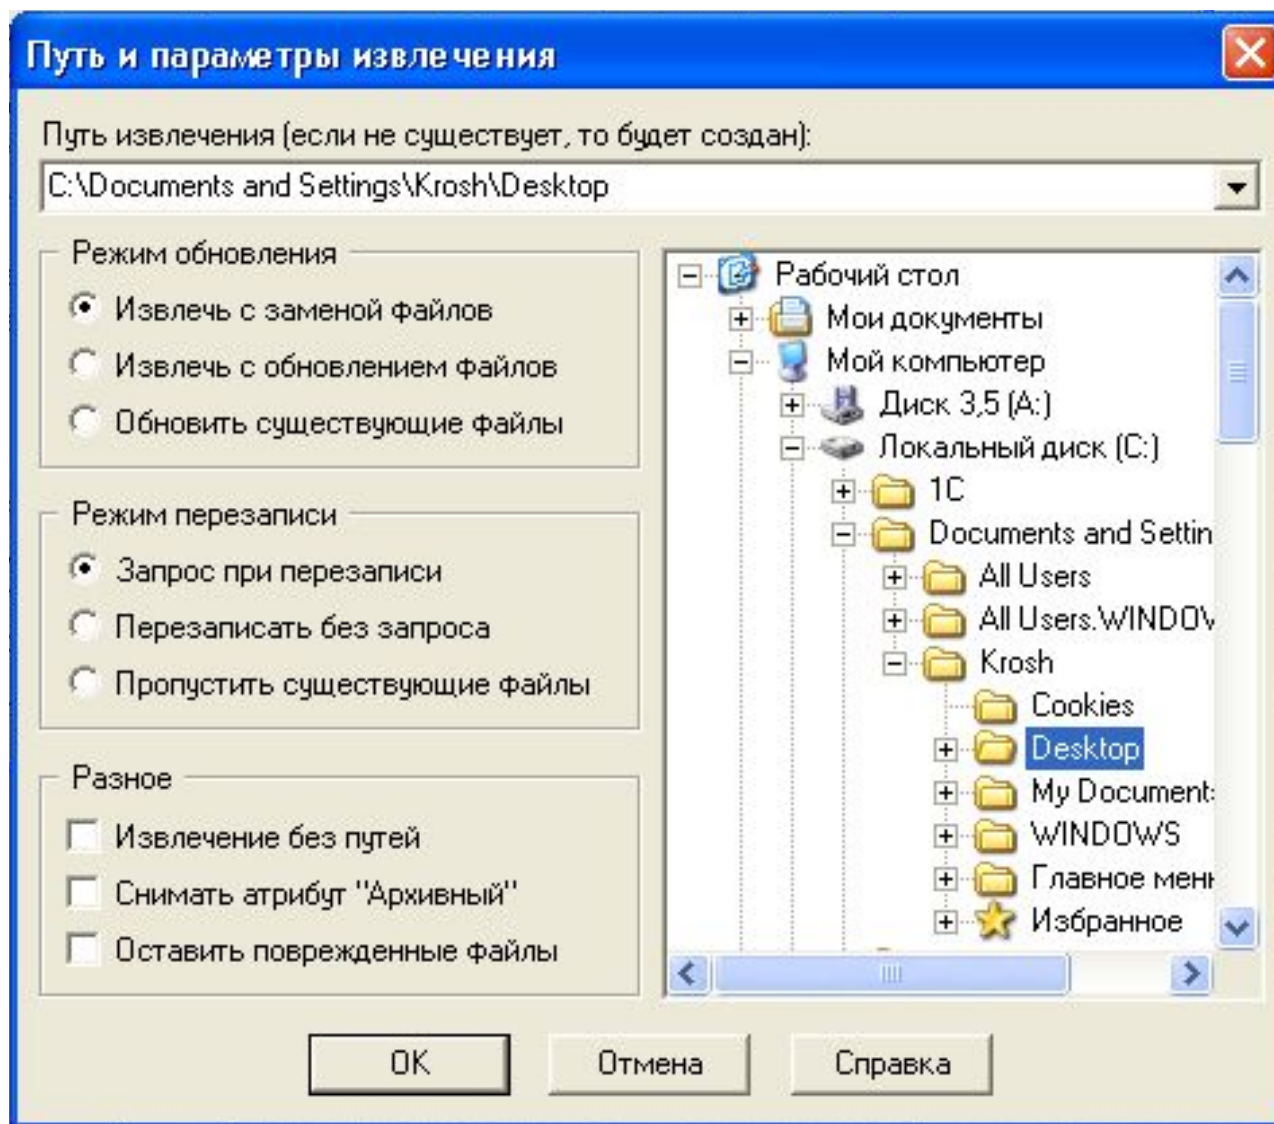 Путь и параметры извлечения
Путь извлечения (если не существует, то будет создан):
C:\Documents and Settings\Krosh\Desktop
Режим обновления
Извлечь с заменой файлов
Извлечь с обновлением файлов
Обновить существующие файлы
Режим перезаписи
Запрос при перезаписи
Перезаписать без запроса
Пропустить существующие файлы
Разное
Извлечение без путей
Снимать атрибут "Архивный"
Оставить поврежденные файлы
Рабочий стол
Мои документы
Мой компьютер
Диск 3,5 (A:)
Локальный диск (C:)
1C
Documents and Settin
All Users
All Users.WINDOW
Krosh
Cookies
Desktop
My Documents
WINDOWS
Главное мен
Избранное
OK
Отмена
Справка